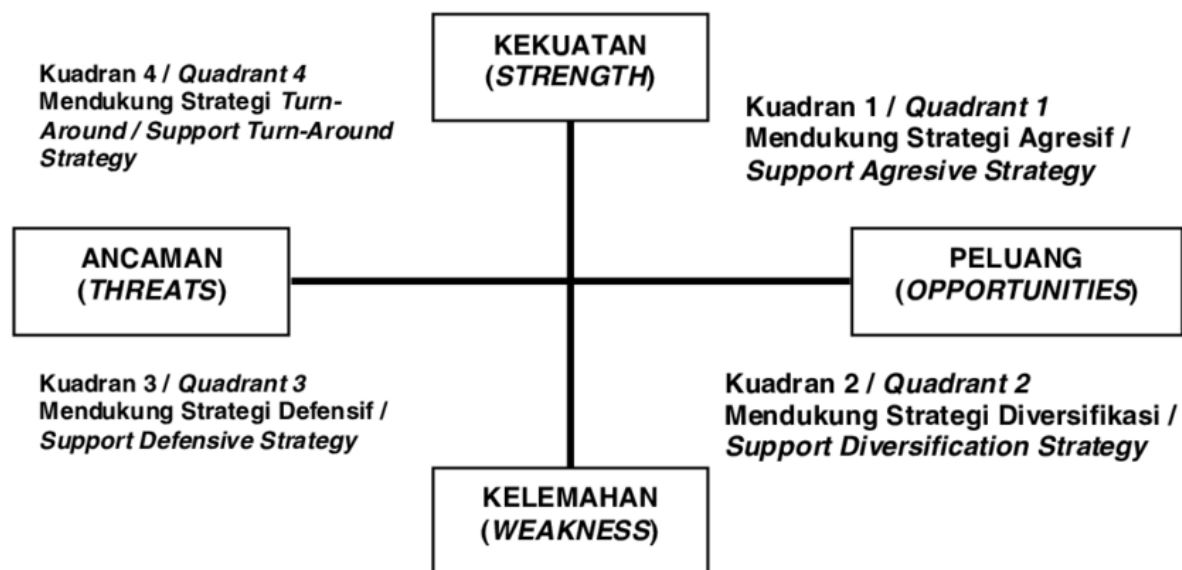 KEKUATAN
(STRENGTH)
Kuadran 4 / Quadrant 4
Mendukung Strategi Turn-
Around / Support Turn-Around
Strategy
Kuadran 1 / Quadrant 1
Mendukung Strategi Agresif /
Support Agresive Strategy
ANCAMAN
(THREATS)
PELUANG
(OPPORTUNITIES)
Kuadran 3 / Quadrant 3
Mendukung Strategi Defensif /
Support Defensive Strategy
Kuadran 2 / Quadrant 2
Mendukung Strategi Diversifikasi /
Support Diversification Strategy
KELEMAHAN
(WEAKNESS)